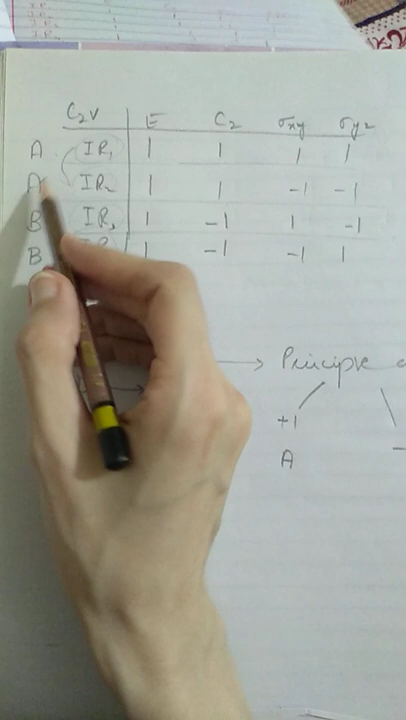 C2V E C2 σxy σyz
A IR1 1 1 1 1
A IR2 1 1 -1 -1
B IR3 1 -1 1 -1
B 1 -1 -1 1
→ Principle
+1 -
A